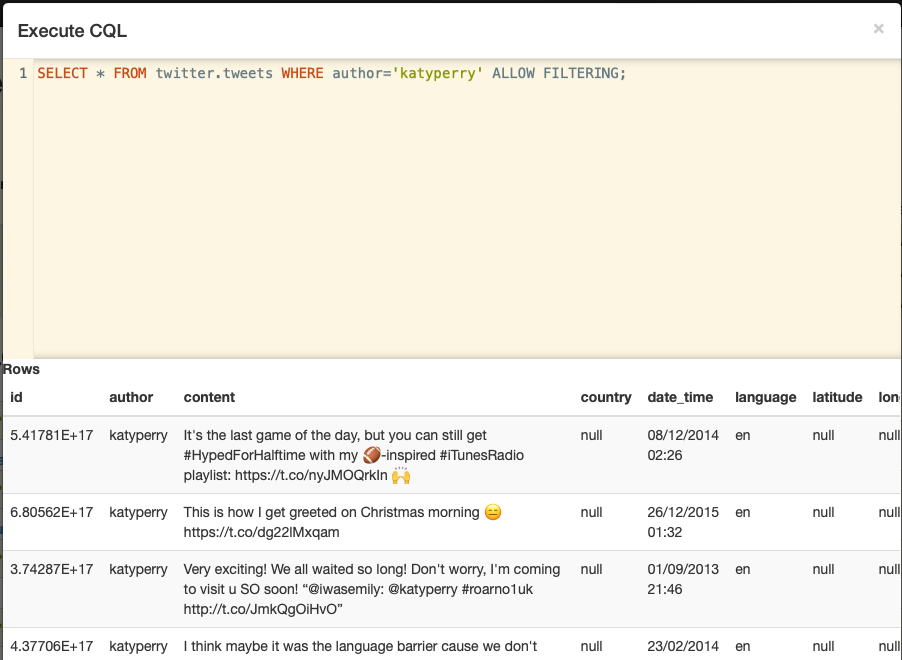 Execute CQL ×
1 SELECT * FROM twitter.tweets WHERE author='katyperry' ALLOW FILTERING;
Rows
id author content country date_time language latitude lon
5.41781E+17 katyperry It's the last game of the day, but you can still get null 08/12/2014 en null null
#HypedForHalftime with my 🏈-inspired #iTunesRadio 02:26
playlist: https://t.co/nyJMOQrkIn 🙌
6.80562E+17 katyperry This is how I get greeted on Christmas morning 😑 null 26/12/2015 en null null
https://t.co/dg22lMxqam 01:32
3.74287E+17 katyperry Very exciting! We all waited so long! Don't worry, I'm coming null 01/09/2013 en null null
to visit u SO soon! “@iwasemily: @katyperry #roarno1uk 21:46
http://t.co/JmkQgOiHvO”
4.37706E+17 katyperry I think maybe it was the language barrier cause we don't null 23/02/2014 en null null